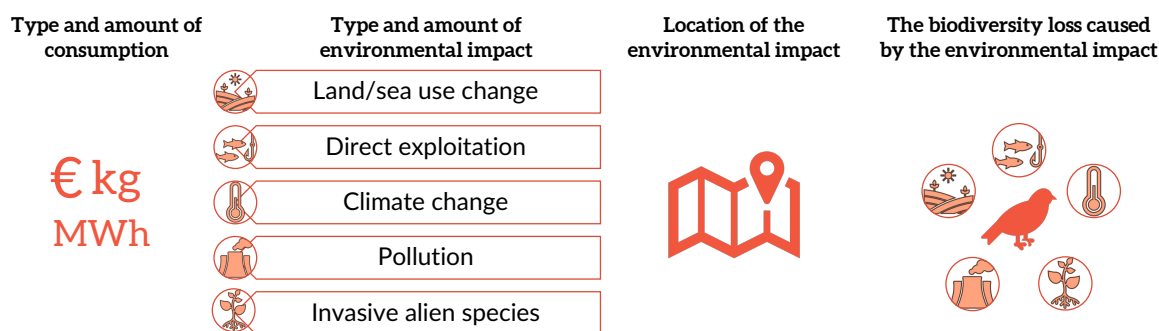 Type and amount of
consumption
Type and amount of
environmental impact
Location of the
environmental impact
The biodiversity loss caused
by the environmental impact
Land/sea use change
Direct exploitation
Climate change
Pollution
Invasive alien species
€ kg
MWh